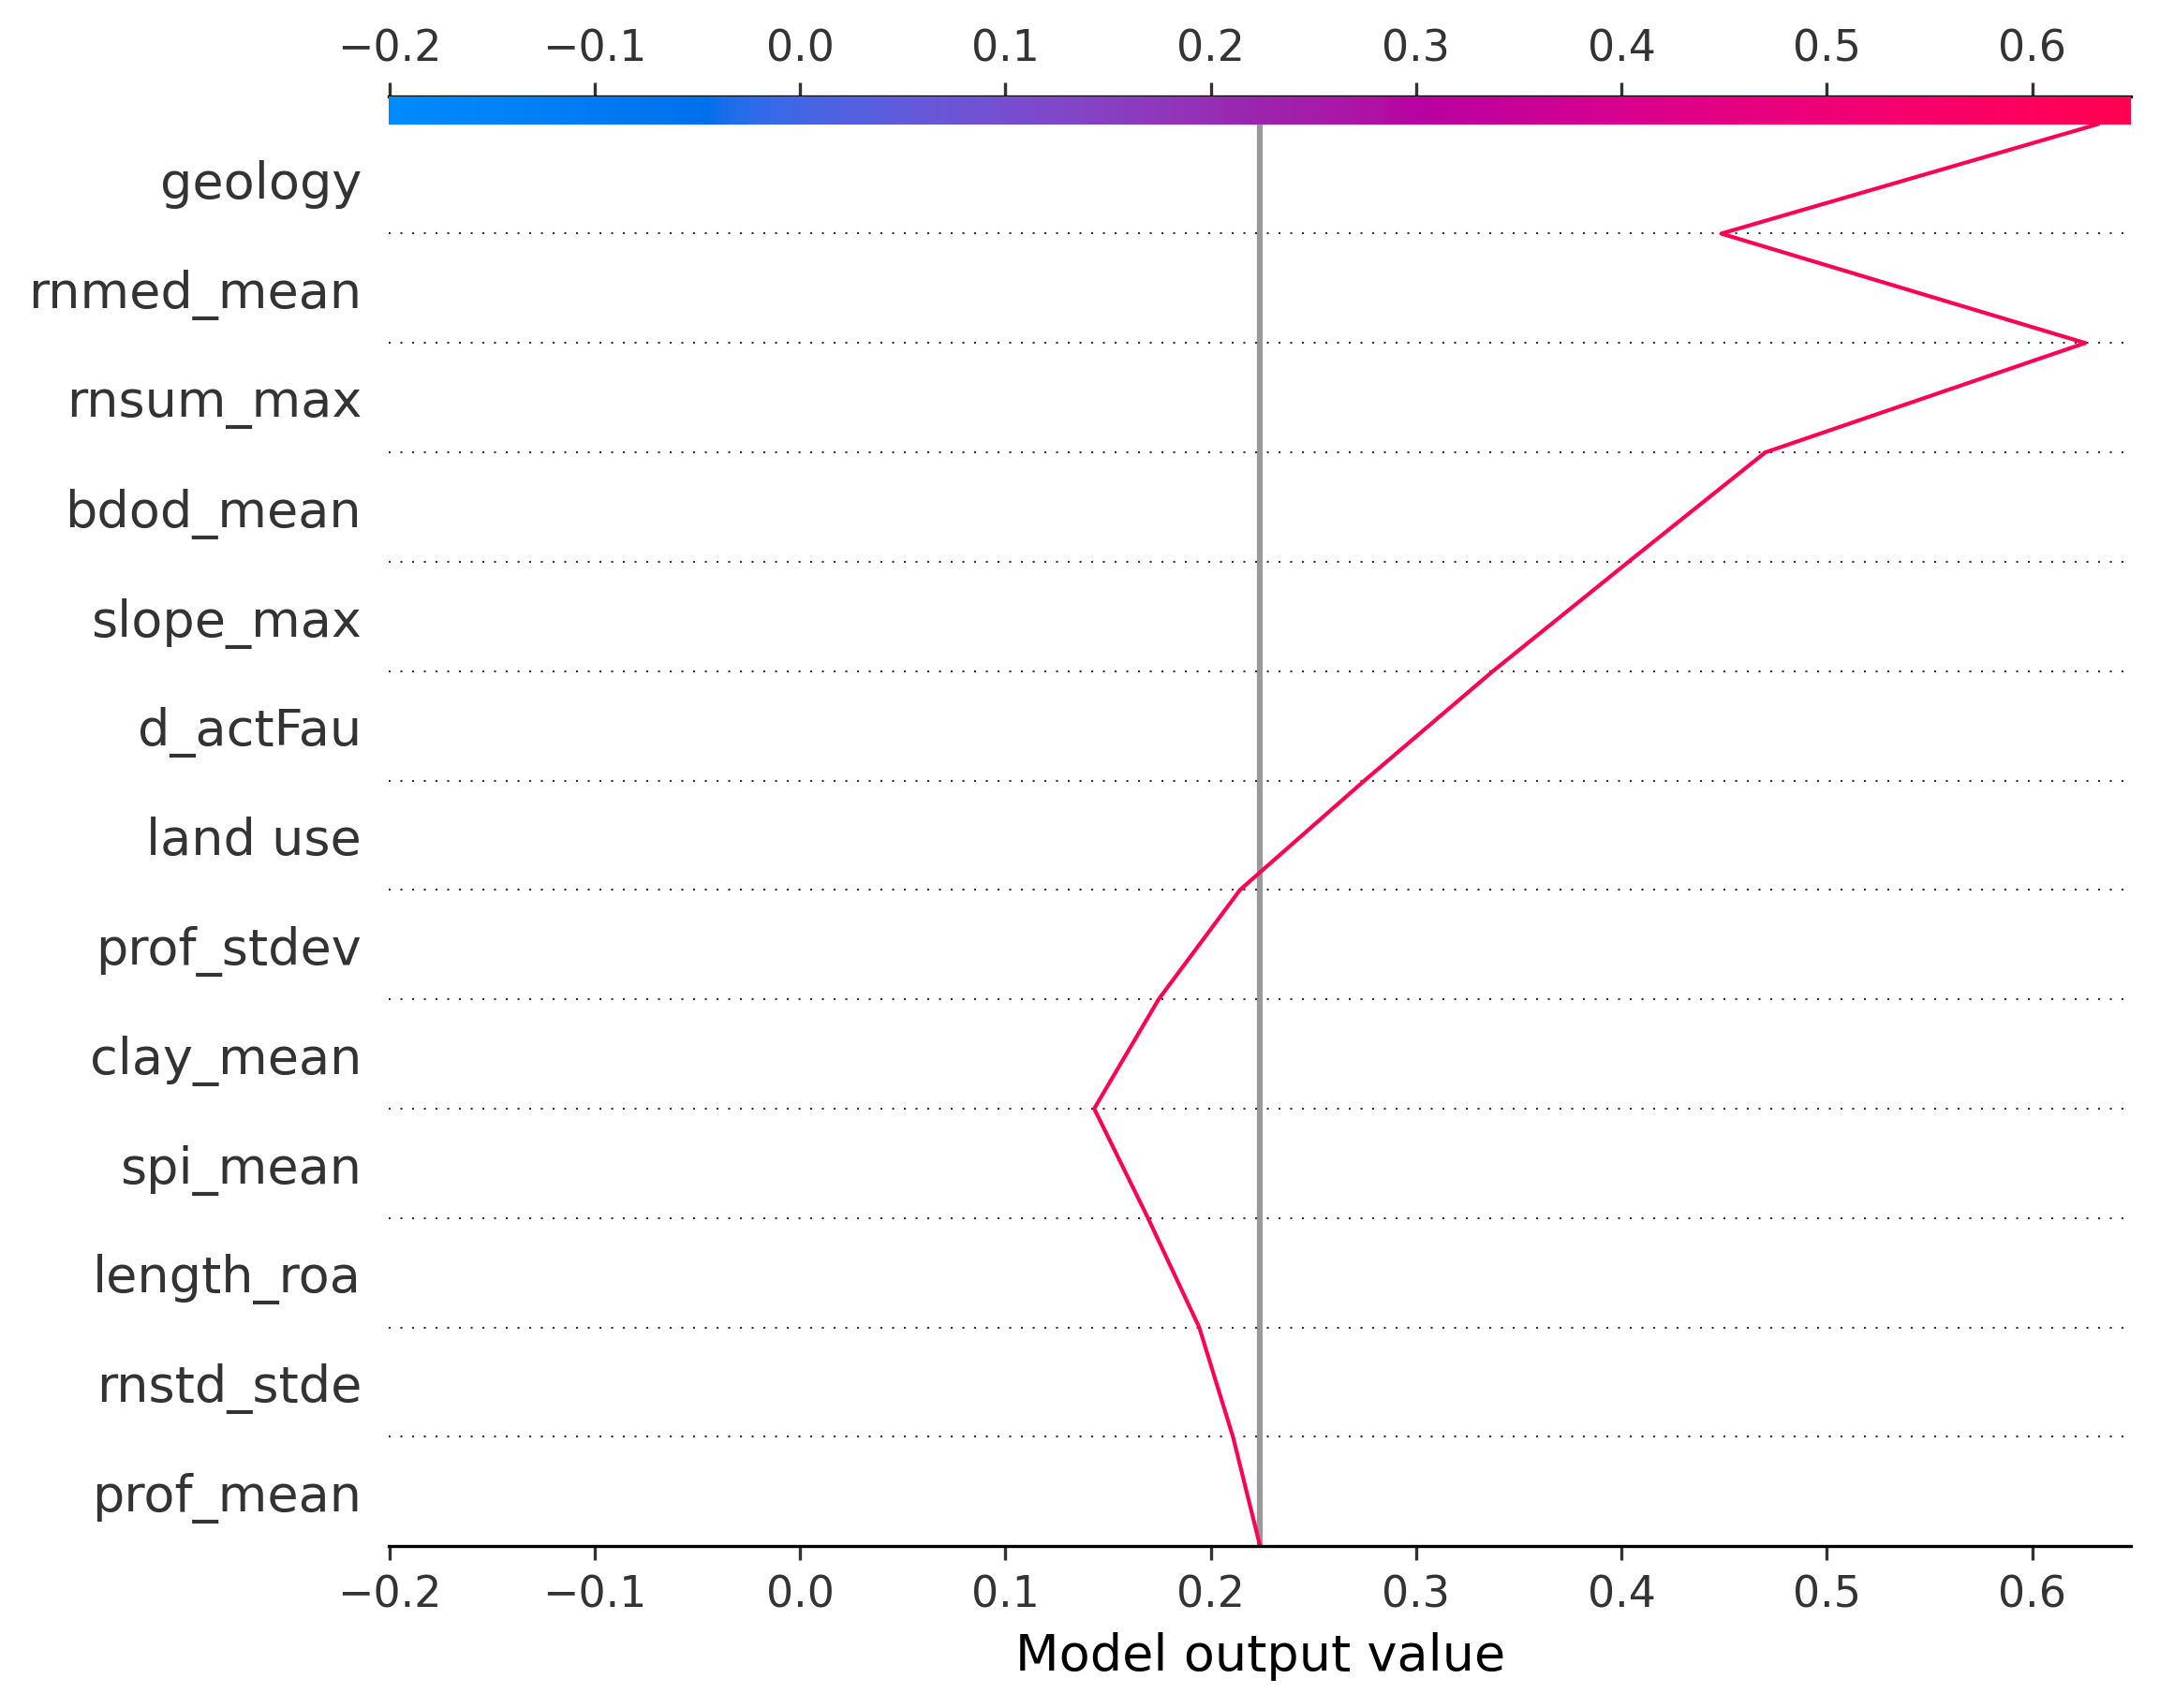 −0.2 −0.1 0.0 0.1 0.2 0.3 0.4 0.5 0.6
geology
rnmed_mean
rnsum_max
bdod_mean
slope_max
d_actFau
land use
prof_stdev
clay_mean
spi_mean
length_roa
rnstd_stde
prof_mean
−0.2 −0.1 0.0 0.1 0.2 0.3 0.4 0.5 0.6
Model output value